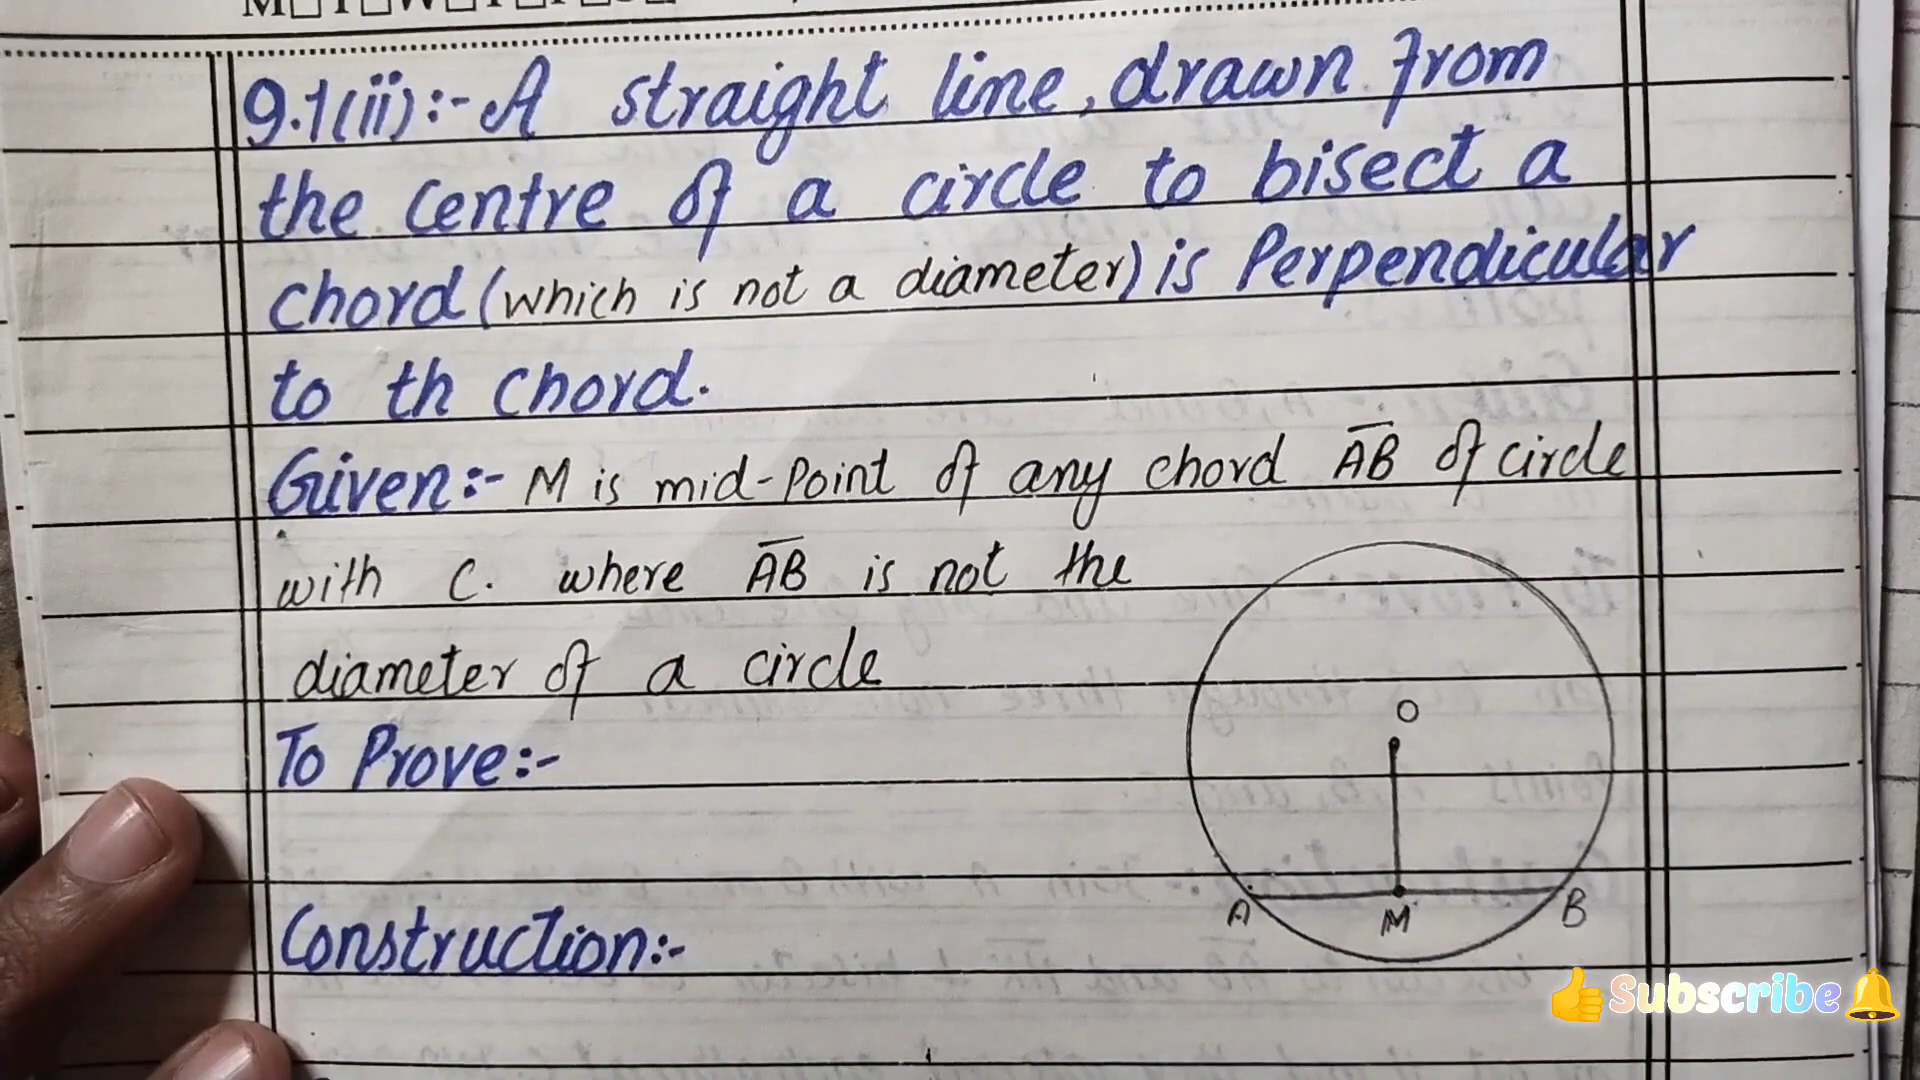 9.1(ii):- A straight line, drawn from
the centre of a circle to bisect a
chord (which is not a diameter) is Perpendicular
to th chord.
Given:- M is mid-Point of any chord AB of circle
with C. where AB is not the
diameter of a circle
O
To Prove:-
A M B
Construction:-
Subscribe